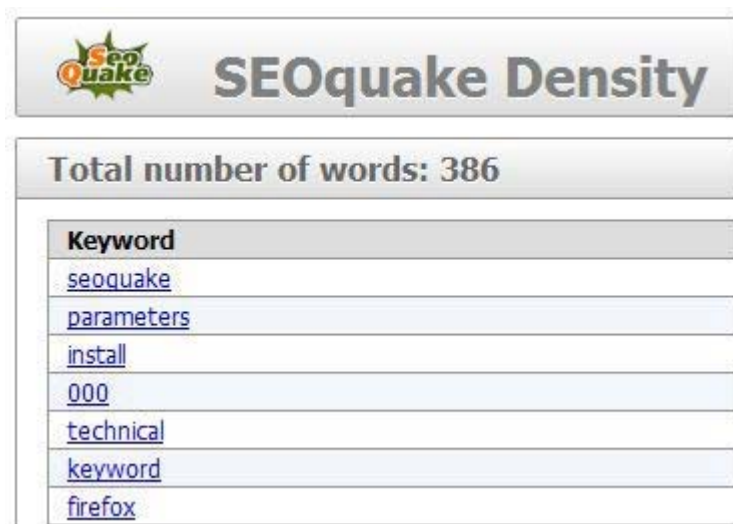 Seo
Quake
SEOquake Density
Total number of words: 386
Keyword
seoquake
parameters
install
000
technical
keyword
firefox